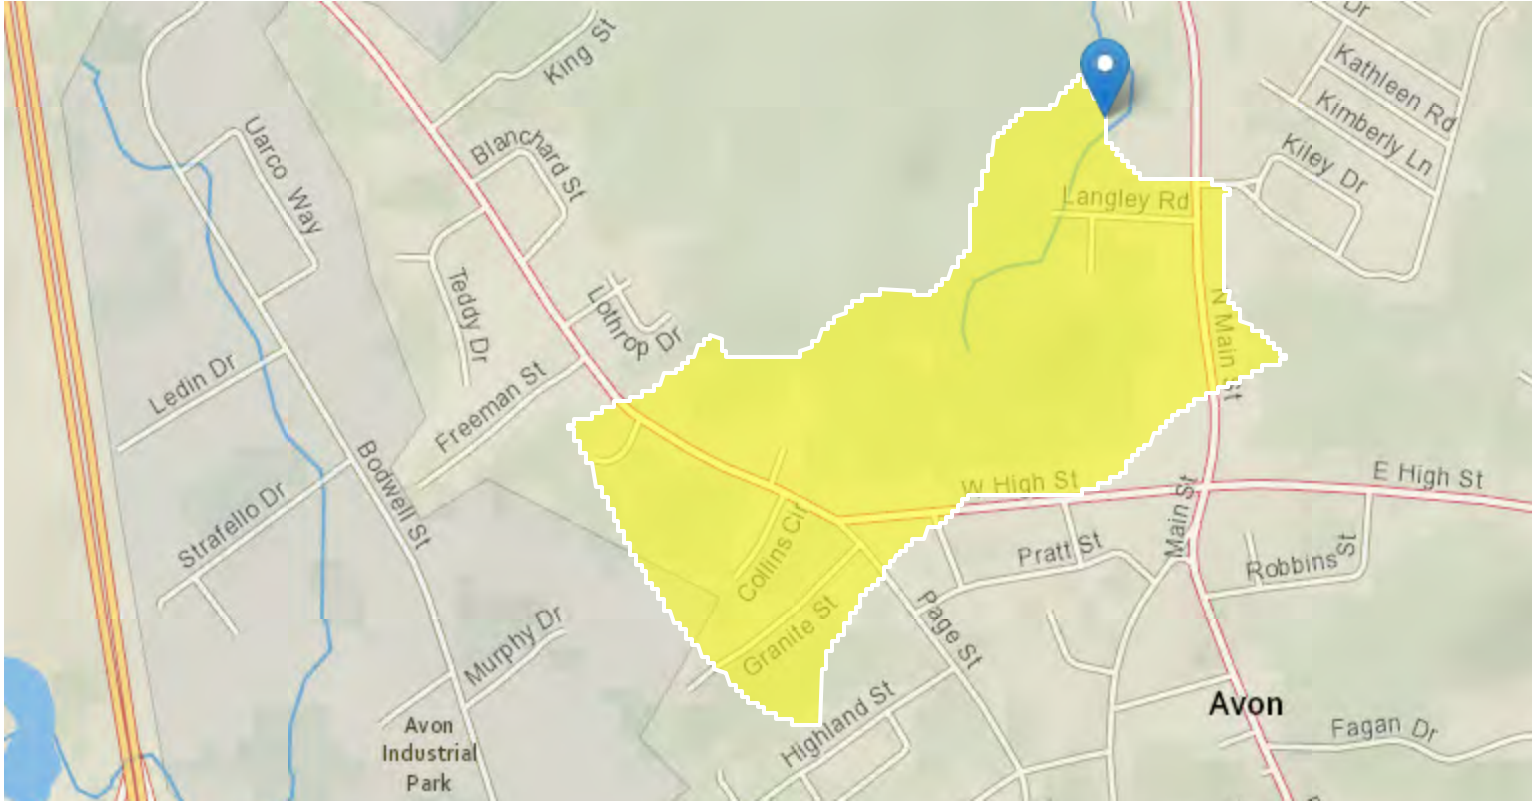 Dr
King St
Kathleen Rd
Kimberly Ln
Uarco Way
Blanchard St
Kiley Dr
Langley Rd
Teddy Dr
Lothrop Dr
N Main St
Ledin Dr
Freeman St
Bodwell St
W High St
E High St
Strafello Dr
Collins Cir
Main St
Pratt St
Robbins St
Granite St
Page St
Murphy Dr
Highland St
Avon
Fagan Dr
Avon
Industrial
Park